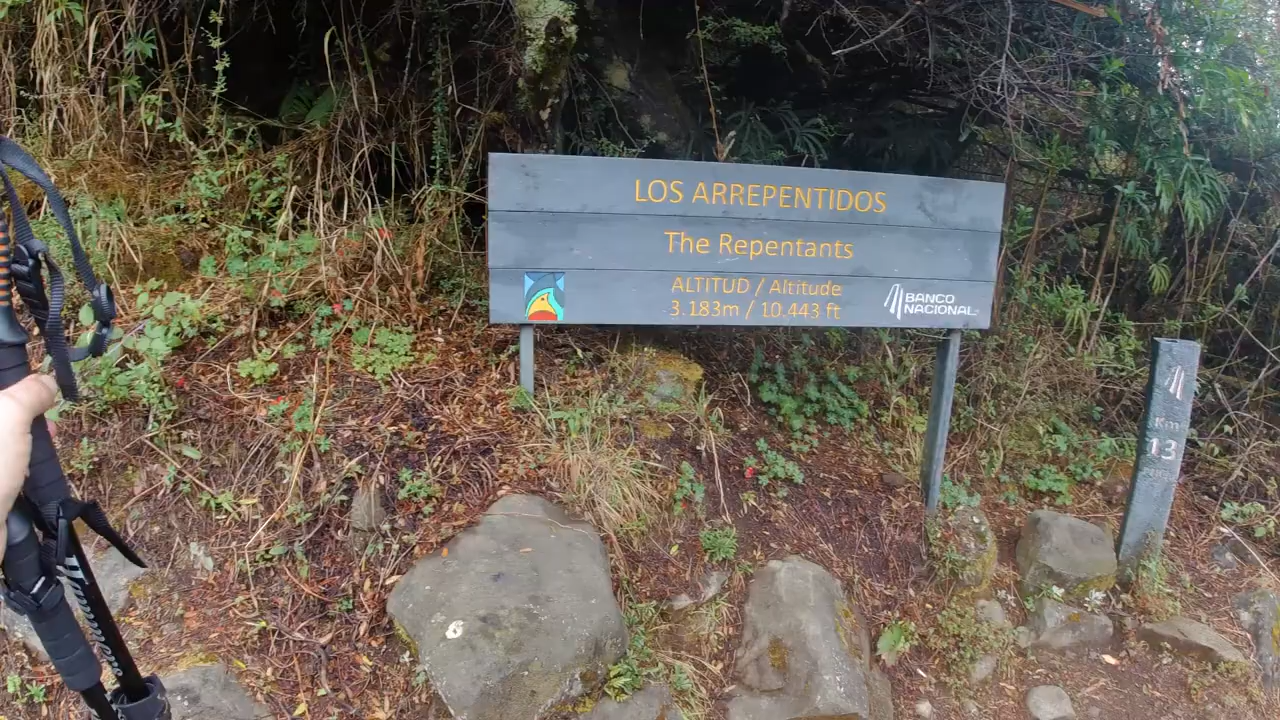 LOS ARREPENTIDOS
The Repentants
ALTITUD / Altitude
3.183m / 10.443 ft
BANCO
NACIONAL
Km
13